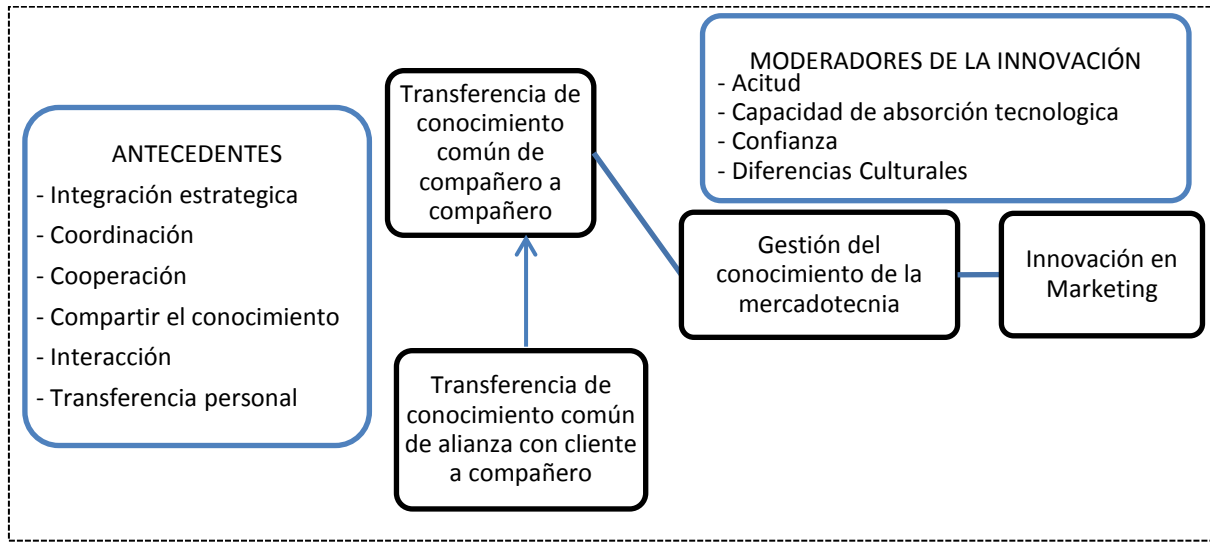 ANTECEDENTES
- Integración estrategica
- Coordinación
- Cooperación
- Compartir el conocimiento
- Interacción
- Transferencia personal
Transferencia de
conocimiento
común de
compañero a
compañero
Transferencia de
conocimiento común
de alianza con cliente
a compañero
MODERADORES DE LA INNOVACIÓN
- Acitud
- Capacidad de absorción tecnologica
- Confianza
- Diferencias Culturales
Gestión del
conocimiento de la
mercadotecnia
Innovación en
Marketing